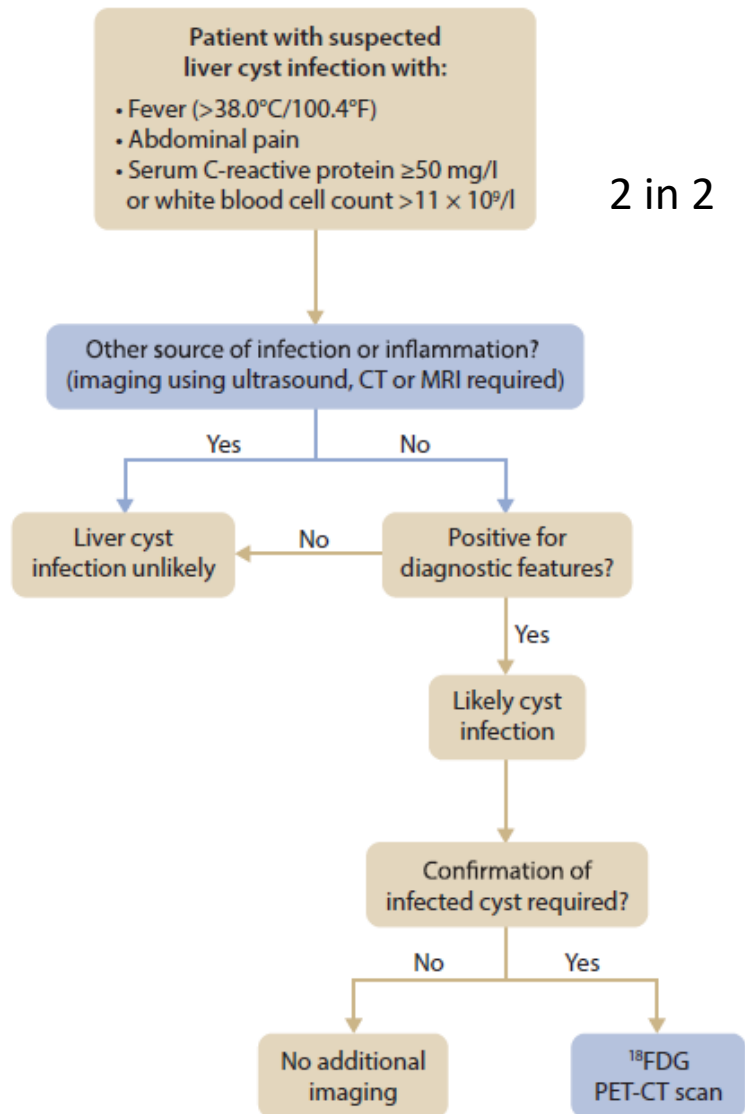 Patient with suspected
liver cyst infection with:
• Fever (>38.0°C/100.4°F)
• Abdominal pain
• Serum C-reactive protein ≥50 mg/l
or white blood cell count >11 × 10⁹/l
2 in 2
Other source of infection or inflammation?
(imaging using ultrasound, CT or MRI required)
Yes
No
Liver cyst
infection unlikely
No
Positive for
diagnostic features?
Yes
Likely cyst
infection
Confirmation of
infected cyst required?
No
Yes
No additional
imaging
¹⁸FDG
PET-CT scan